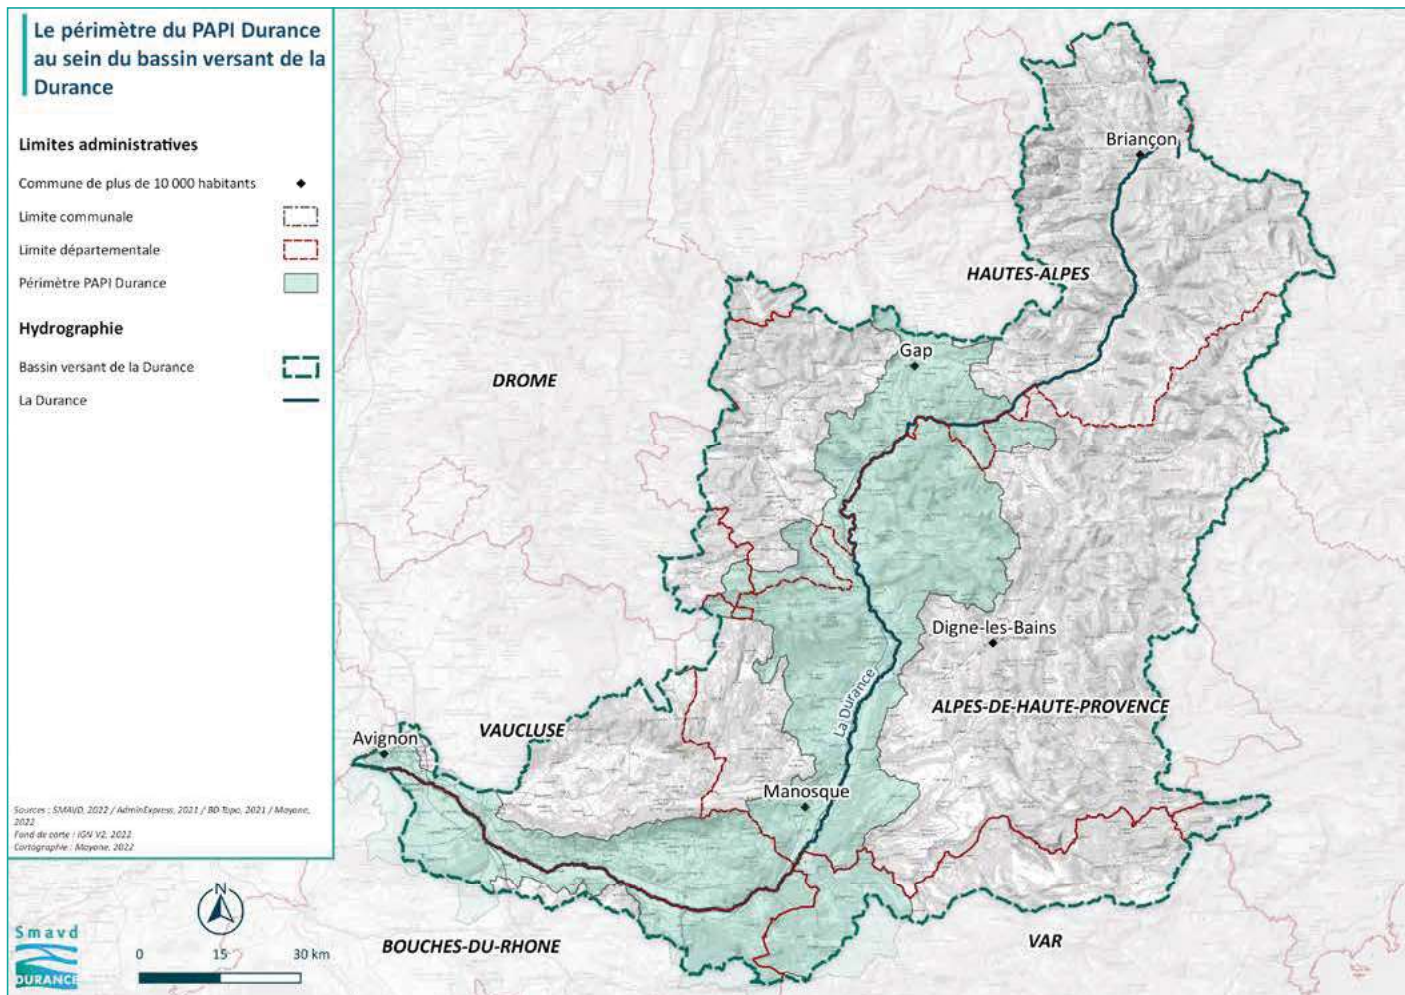 Le périmètre du PAPI Durance
au sein du bassin versant de la
Durance
Limites administratives
Commune de plus de 10 000 habitants
Limite communale
Limite départementale
Périmètre PAPI Durance
Hydrographie
Bassin versant de la Durance
La Durance
Sources : SMAVD, 2022 / AdminExpress, 2021 / BD Topo, 2021 / Mayane,
2022
Fond de carte : IGN V2, 2022
Cartographie : Mayane, 2022
Smavd
DURANCE
N
0 15 30 km
Briançon
HAUTES-ALPES
Gap
DROME
Digne-les-Bains
La Durance
ALPES-DE-HAUTE-PROVENCE
VAUCLUSE
Avignon
Manosque
BOUCHES-DU-RHONE
VAR